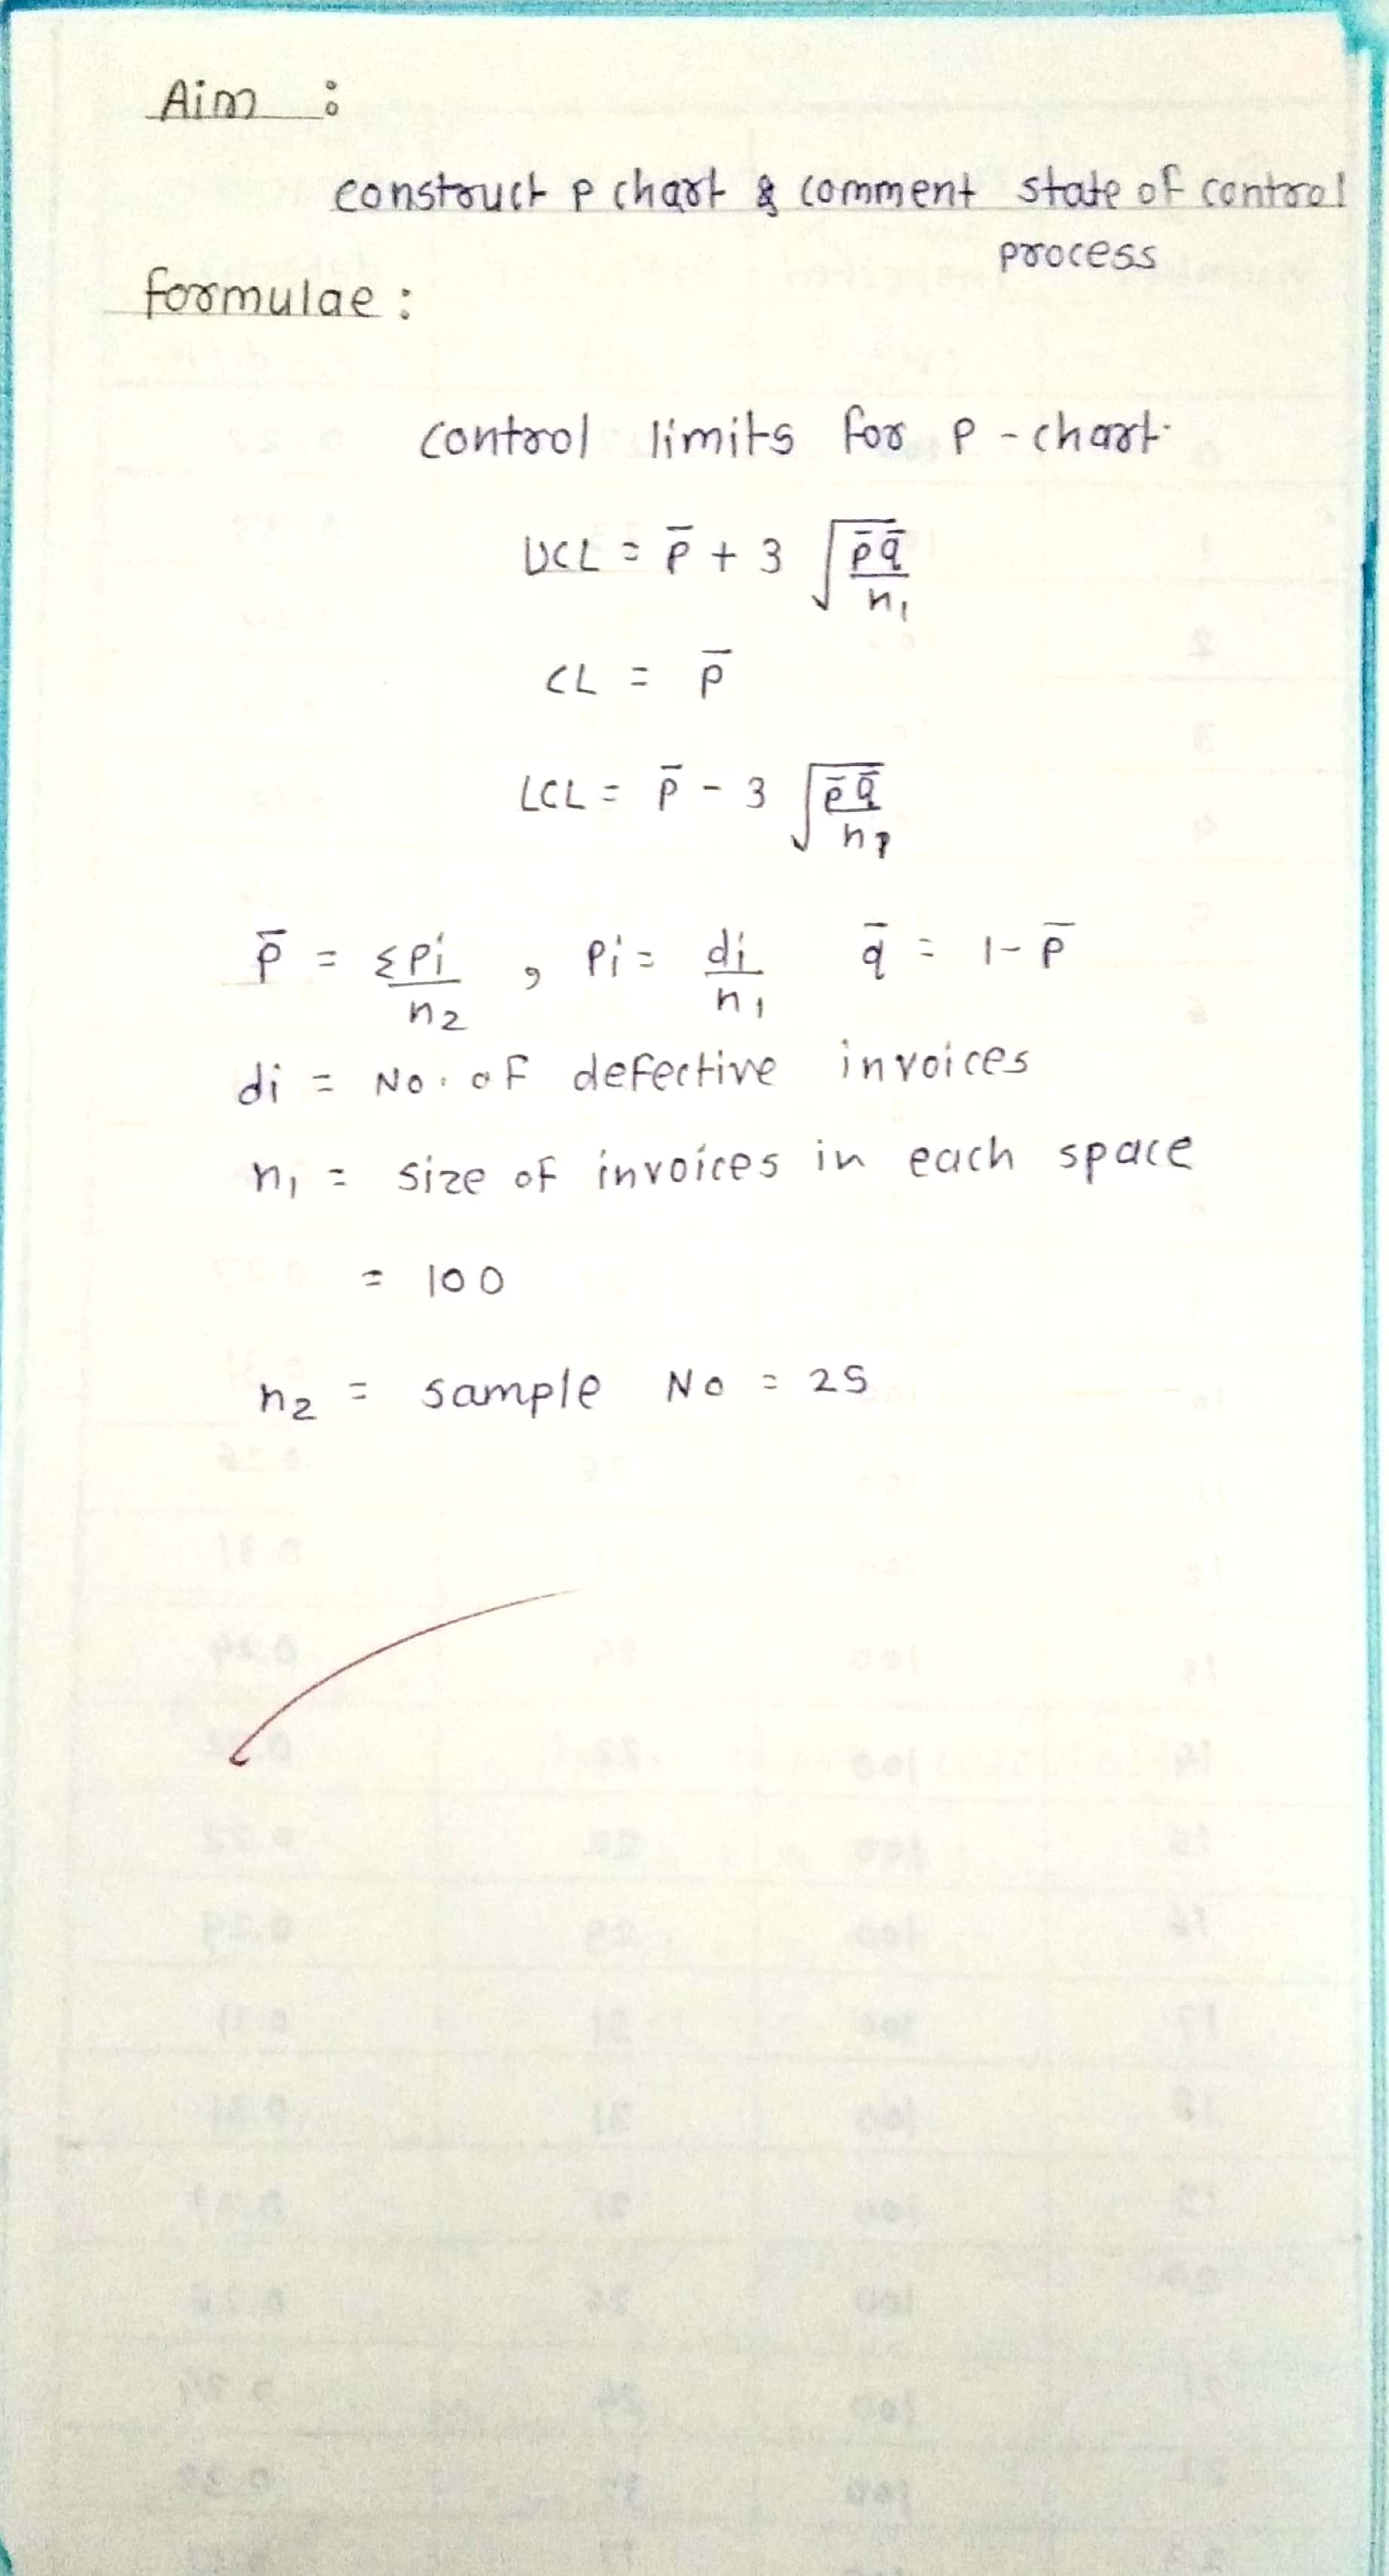 Aim :
construct p chart & comment state of control
process
formulae :
control limits for p - chart.
UCL = p̄ + 3 √(p̄q̄/n₁)
CL = p̄
LCL = p̄ - 3 √(p̄q̄/n₁)
p̄ = Σpi/n₂ , pi = di/n₁ q̄ = 1 - p̄
di = No. of defective invoices
n₁ = size of invoices in each space
= 100
n₂ = sample No = 25